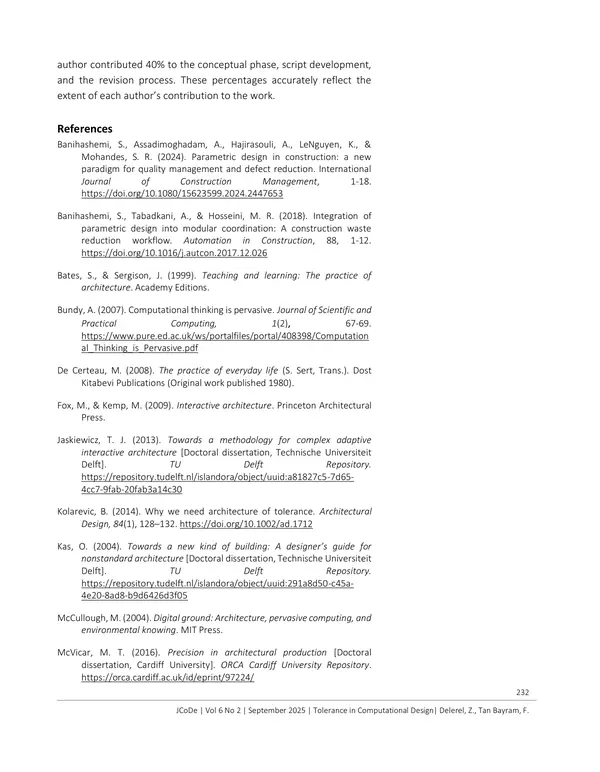 author contributed 40% to the conceptual phase, script development,
and the revision process. These percentages accurately reflect the
extent of each author's contribution to the work.
References
Banihashemi, S., Assadimoghadam, A., Hajirasouli, A., LeNguyen, K., &
Mohandes, S. R. (2024). Parametric design in construction: a new
paradigm for quality management and defect reduction. International
Journal of Construction Management, 1-18.
https://doi.org/10.1080/15623599.2024.2447653
Banihashemi, S., Tabadkani, A., & Hosseini, M. R. (2018). Integration of
parametric design into modular coordination: A construction waste
reduction workflow. Automation in Construction, 88, 1-12.
https://doi.org/10.1016/j.autcon.2017.12.026
Bates, S., & Sergison, J. (1999). Teaching and learning: The practice of
architecture. Academy Editions.
Bundy, A. (2007). Computational thinking is pervasive. Journal of Scientific and
Practical Computing, 1(2), 67-69.
https://www.pure.ed.ac.uk/ws/portalfiles/portal/408398/Computation
al_Thinking_is_Pervasive.pdf
De Certeau, M. (2008). The practice of everyday life (S. Sert, Trans.). Dost
Kitabevi Publications (Original work published 1980).
Fox, M., & Kemp, M. (2009). Interactive architecture. Princeton Architectural
Press.
Jaskiewicz, T. J. (2013). Towards a methodology for complex adaptive
interactive architecture [Doctoral dissertation, Technische Universiteit
Delft]. TU Delft Repository.
https://repository.tudelft.nl/islandora/object/uuid:a81827c5-7d65-
4cc7-9fab-20fab3a14c30
Kolarevic, B. (2014). Why we need architecture of tolerance. Architectural
Design, 84(1), 128–132. https://doi.org/10.1002/ad.1712
Kas, O. (2004). Towards a new kind of building: A designer's guide for
nonstandard architecture [Doctoral dissertation, Technische Universiteit
Delft]. TU Delft Repository.
https://repository.tudelft.nl/islandora/object/uuid:291a8d50-c45a-
4e20-8ad8-b9d6426d3f05
McCullough, M. (2004). Digital ground: Architecture, pervasive computing, and
environmental knowing. MIT Press.
McVicar, M. T. (2016). Precision in architectural production [Doctoral
dissertation, Cardiff University]. ORCA Cardiff University Repository.
https://orca.cardiff.ac.uk/id/eprint/97224/
232
JCoDe | Vol 6 No 2 | September 2025 | Tolerance in Computational Design| Delerel, Z., Tan Bayram, F.